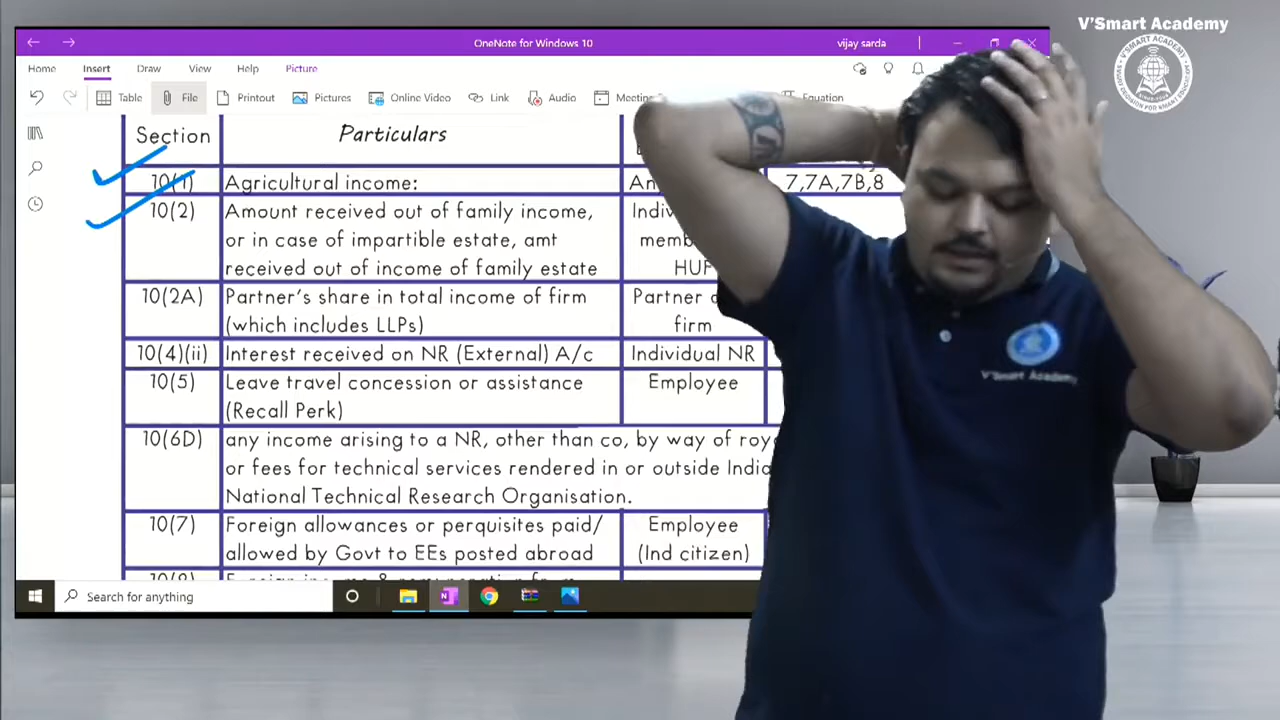 V'Smart Academy
OneNote for Windows 10
vijay sarda
Home
Insert
Draw
View
Help
Picture
Table
File
Printout
Pictures
Online Video
Link
Audio
Equation
Section
Particulars
10(1)
Agricultural income:
7,7A,7B,8
10(2)
Amount received out of family income,
or in case of impartible estate, amt
received out of income of family estate
HUF
10(2A)
Partner's share in total income of firm
(which includes LLPs)
Partner
firm
10(4)(ii)
Interest received on NR (External) A/c
Individual NR
10(5)
Leave travel concession or assistance
(Recall Perk)
Employee
10(6D)
any income arising to a NR, other than co, by way of
or fees for technical services rendered in or outside India
National Technical Research Organisation.
10(7)
Foreign allowances or perquisites paid/
allowed by Govt to EEs posted abroad
Employee
(Ind citizen)
Search for anything
V'Smart Academy